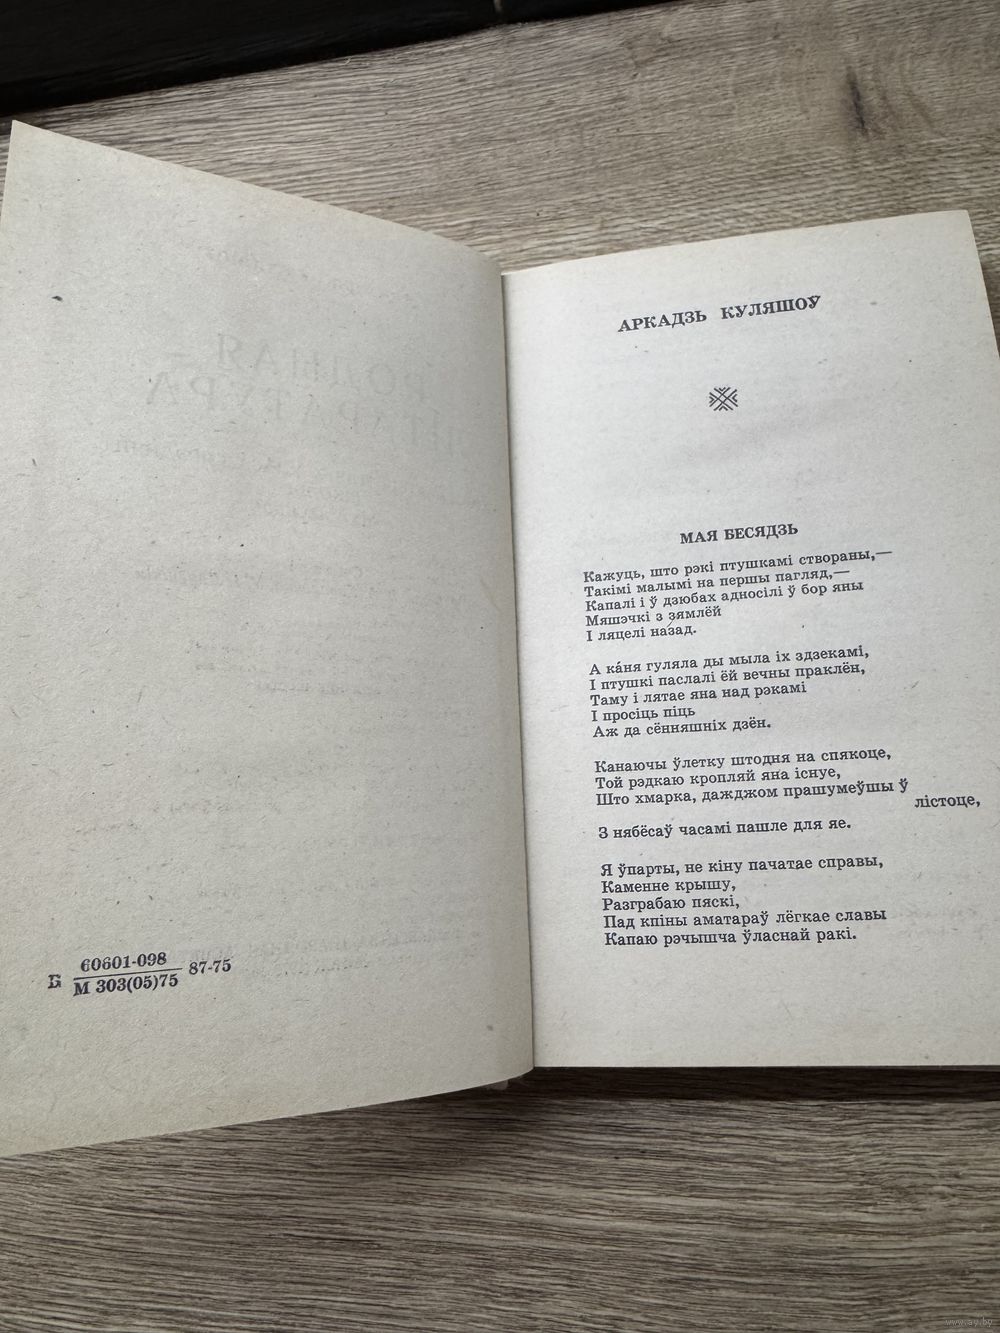 Б 60601-098
М 303(05)75 87-75
АРКАДЗЬ КУЛЯШОЎ
МАЯ БЕСЯДЗЬ
Кажуць, што рэкі птушкамі створаны,—
Такімі малымі на першы пагляд,—
Капалі і ў дзюбах адносілі ў бор яны
Мяшэчкі з зямлёй
І ляцелі назад.
А ка́ня гуляла ды мыла іх здзекамі,
І птушкі паслалі ёй вечны праклён,
Таму і лятае яна над рэкамі
І просіць піць
Аж да сённяшніх дзён.
Канаючы ўлетку штодня на спякоце,
Той рэдкаю кропляй яна існуе,
Што хмарка, дажджом прашумеўшы ў
лістоце,
З нябёсаў часамі пашле для яе.
Я ўпарты, не кіну пачатае справы,
Каменне крышу,
Разграбаю пяскі,
Пад кпіны аматараў лёгкае славы
Капаю рэчышча ўласнай ракі.
www.ay.by